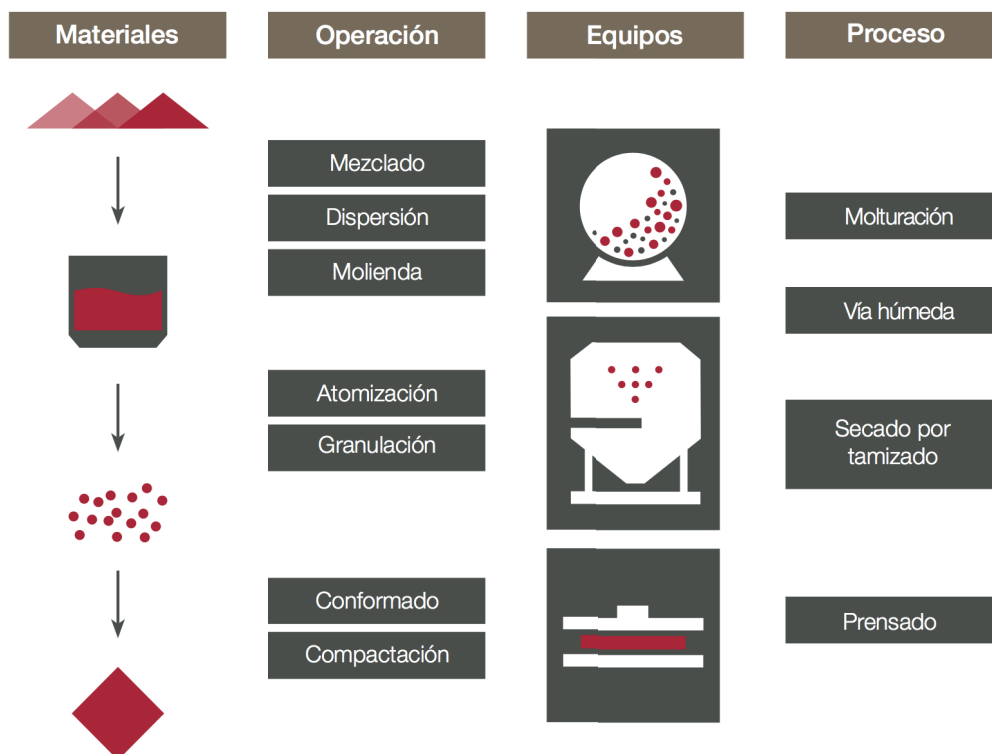 Materiales
Operación
Equipos
Proceso
Mezclado
Dispersión
Molienda
Molturación
Vía húmeda
Atomización
Granulación
Secado por
tamizado
Conformado
Compactación
Prensado